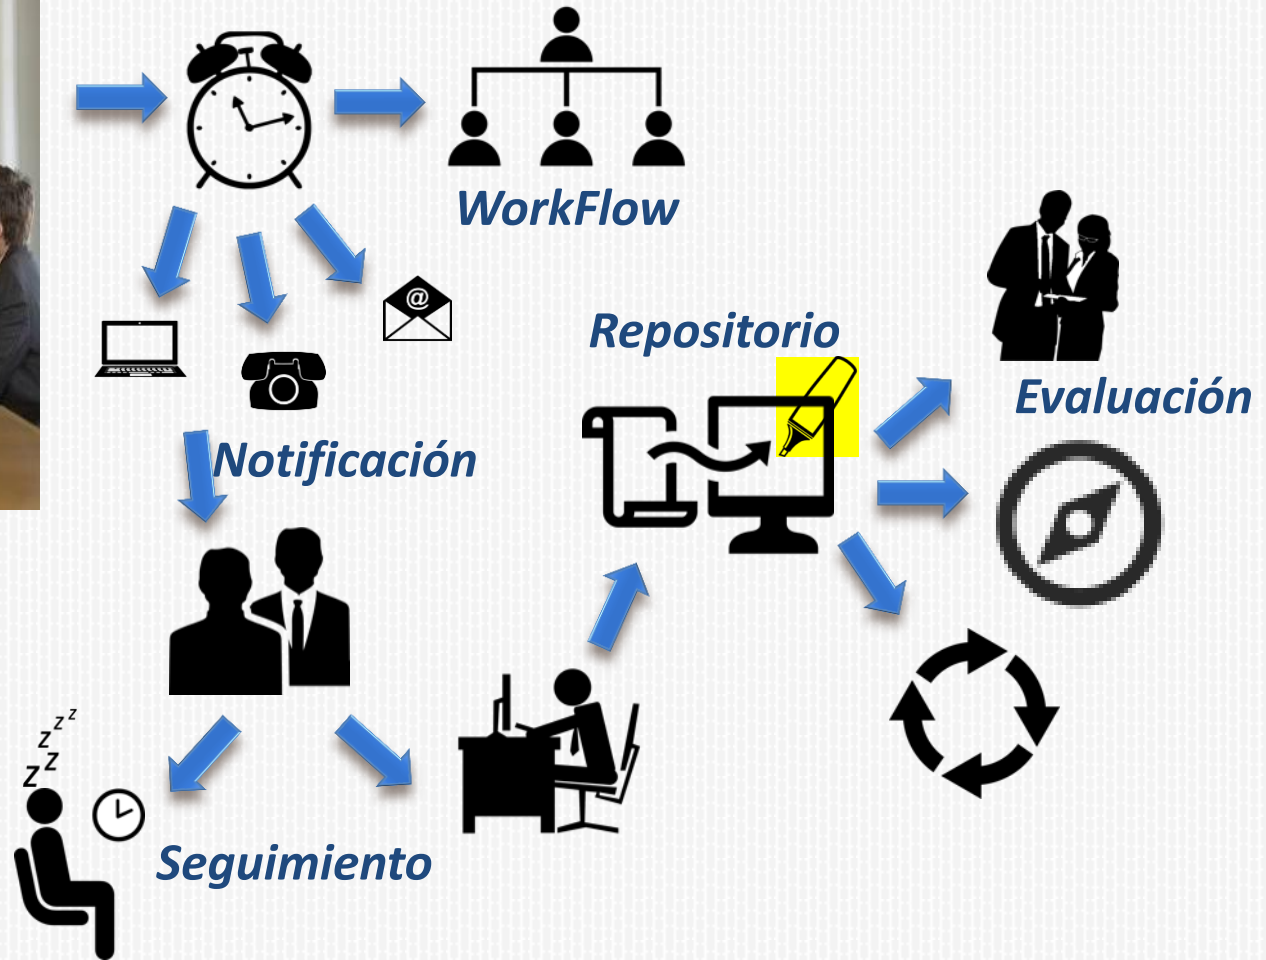 WorkFlow
@
Repositorio
Evaluación
Notificación
z
z
z
z
z
Seguimiento